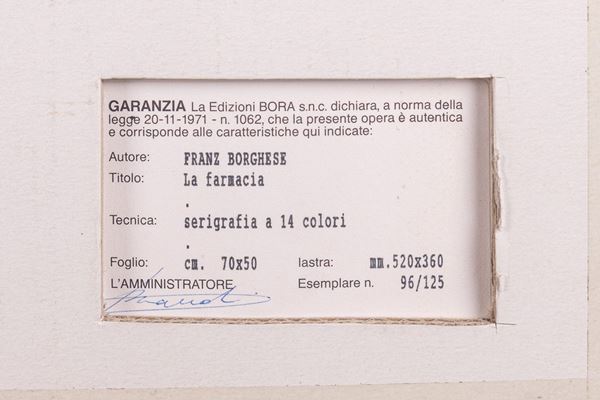 GARANZIA La Edizioni BORA s.n.c. dichiara, a norma della
legge 20-11-1971 - n. 1062, che la presente opera è autentica
e corrisponde alle caratteristiche qui indicate:
Autore: FRANZ BORGHESE
Titolo: La farmacia
.
Tecnica: serigrafia a 14 colori
.
Foglio: cm. 70x50 lastra: mm.520x360
L'AMMINISTRATORE Esemplare n. 96/125